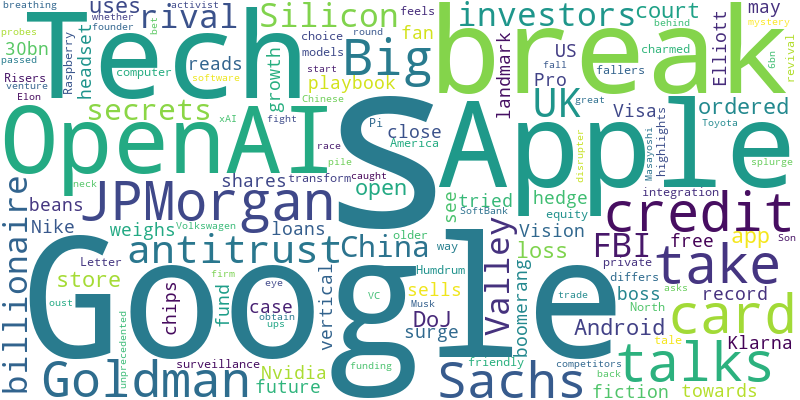 breathing whether activist uses rival Silicon investors court may behind mystery
probes founder bet Tech Big break
passed Raspberry headset feels charmed 6bn
30bn computer reads growth choice models fan landmark US Elliott fall fallers revival
Risers software round start Pro great
venture Elon secrets playbook UK Visa ordered
xAI fight Chinese Masayoshi highlights Toyota
OpenAI S Apple
race Pi close America disrupter splurge
neck shares transform pile caught open see tried hedge integration
beans JPMorgan older equity credit
Nike weighs Volkswagen loans SoftBank Vision private Son
billionaire antitrust China way Valley loss FBI free app take
Letter firm eye Humdrum boomerang differs
store fund case vertical VC sells boss North asks record trade
chips Google Musk DoJ Android card
oust unprecedented obtain ups surge tale Klarna
Goldman surveillance Nvidia future funding friendly Sachs competitors back fiction talks towards